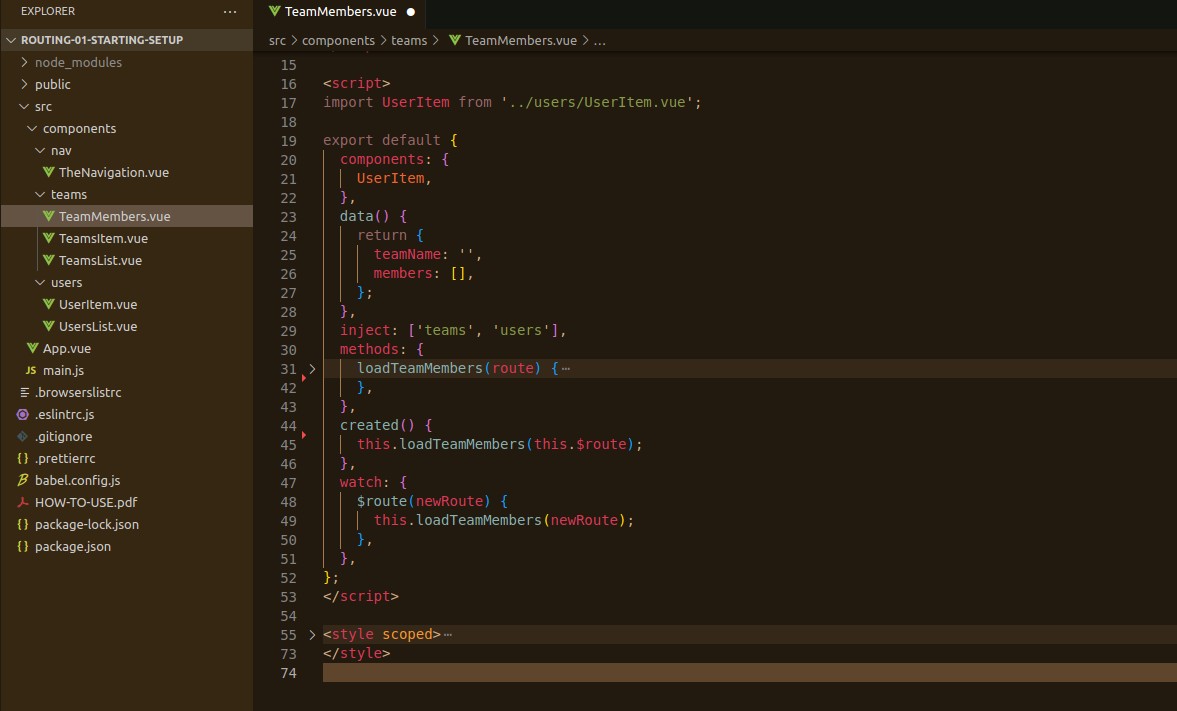 EXPLORER
ROUTING-01-STARTING-SETUP
node_modules
public
src
components
nav
TheNavigation.vue
teams
TeamMembers.vue
TeamsItem.vue
TeamsList.vue
users
UserItem.vue
UsersList.vue
App.vue
JS main.js
.browserslistrc
.eslintrc.js
.gitignore
{} .prettierrc
babel.config.js
HOW-TO-USE.pdf
{} package-lock.json
{} package.json
TeamMembers.vue
src > components > teams > TeamMembers.vue > ...
15
16 <script>
17 import UserItem from '../users/UserItem.vue';
18
19 export default {
20 components: {
21 UserItem,
22 },
23 data() {
24 return {
25 teamName: '',
26 members: [],
27 };
28 },
29 inject: ['teams', 'users'],
30 methods: {
31 loadTeamMembers(route) {⋯
42 },
43 },
44 created() {
45 this.loadTeamMembers(this.$route);
46 },
47 watch: {
48 $route(newRoute) {
49 this.loadTeamMembers(newRoute);
50 },
51 },
52 };
53 </script>
54
55 <style scoped>⋯
73 </style>
74